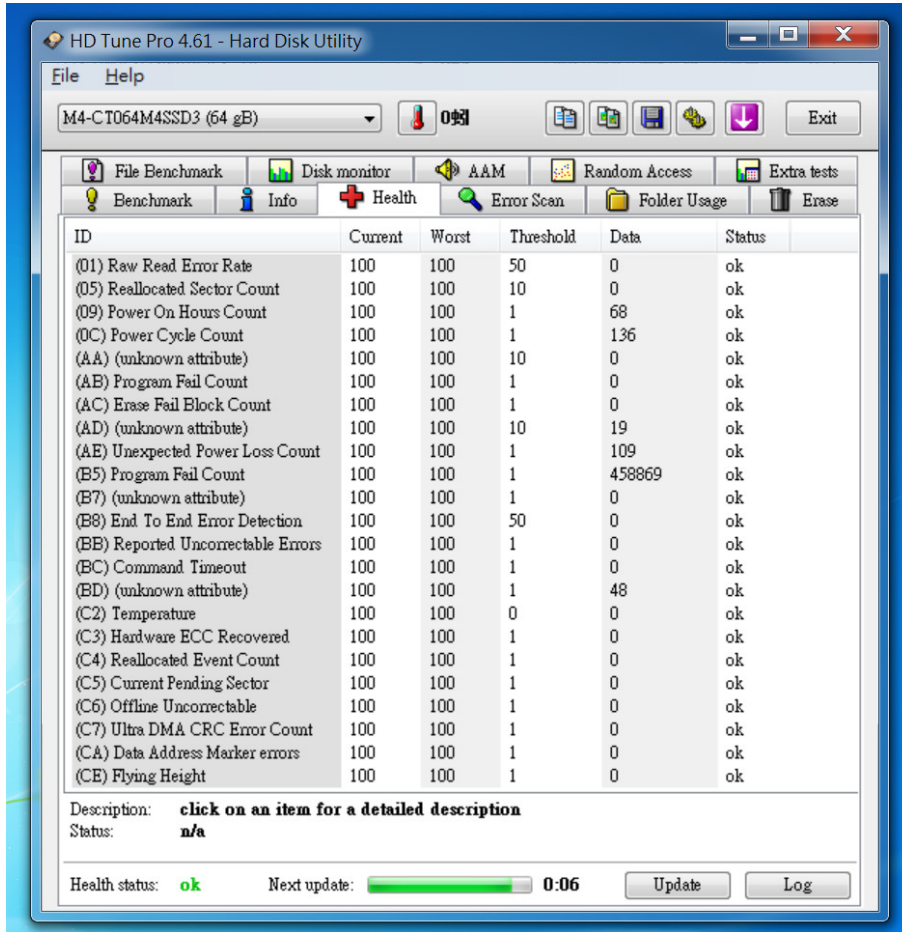 HD Tune Pro 4.61 - Hard Disk Utility
File Help
M4-CT064M4SSD3 (64 gB) 0蚓 Exit
File Benchmark Disk monitor AAM Random Access Extra tests
Benchmark Info Health Error Scan Folder Usage Erase
ID Current Worst Threshold Data Status
(01) Raw Read Error Rate 100 100 50 0 ok
(05) Reallocated Sector Count 100 100 10 0 ok
(09) Power On Hours Count 100 100 1 68 ok
(0C) Power Cycle Count 100 100 1 136 ok
(AA) (unknown attribute) 100 100 10 0 ok
(AB) Program Fail Count 100 100 1 0 ok
(AC) Erase Fail Block Count 100 100 1 0 ok
(AD) (unknown attribute) 100 100 10 19 ok
(AE) Unexpected Power Loss Count 100 100 1 109 ok
(B5) Program Fail Count 100 100 1 458869 ok
(B7) (unknown attribute) 100 100 1 0 ok
(B8) End To End Error Detection 100 100 50 0 ok
(BB) Reported Uncorrectable Errors 100 100 1 0 ok
(BC) Command Timeout 100 100 1 0 ok
(BD) (unknown attribute) 100 100 1 48 ok
(C2) Temperature 100 100 0 0 ok
(C3) Hardware ECC Recovered 100 100 1 0 ok
(C4) Reallocated Event Count 100 100 1 0 ok
(C5) Current Pending Sector 100 100 1 0 ok
(C6) Offline Uncorrectable 100 100 1 0 ok
(C7) Ultra DMA CRC Error Count 100 100 1 0 ok
(CA) Data Address Marker errors 100 100 1 0 ok
(CE) Flying Height 100 100 1 0 ok
Description: click on an item for a detailed description
Status: n/a
Health status: ok Next update: 0:06 Update Log